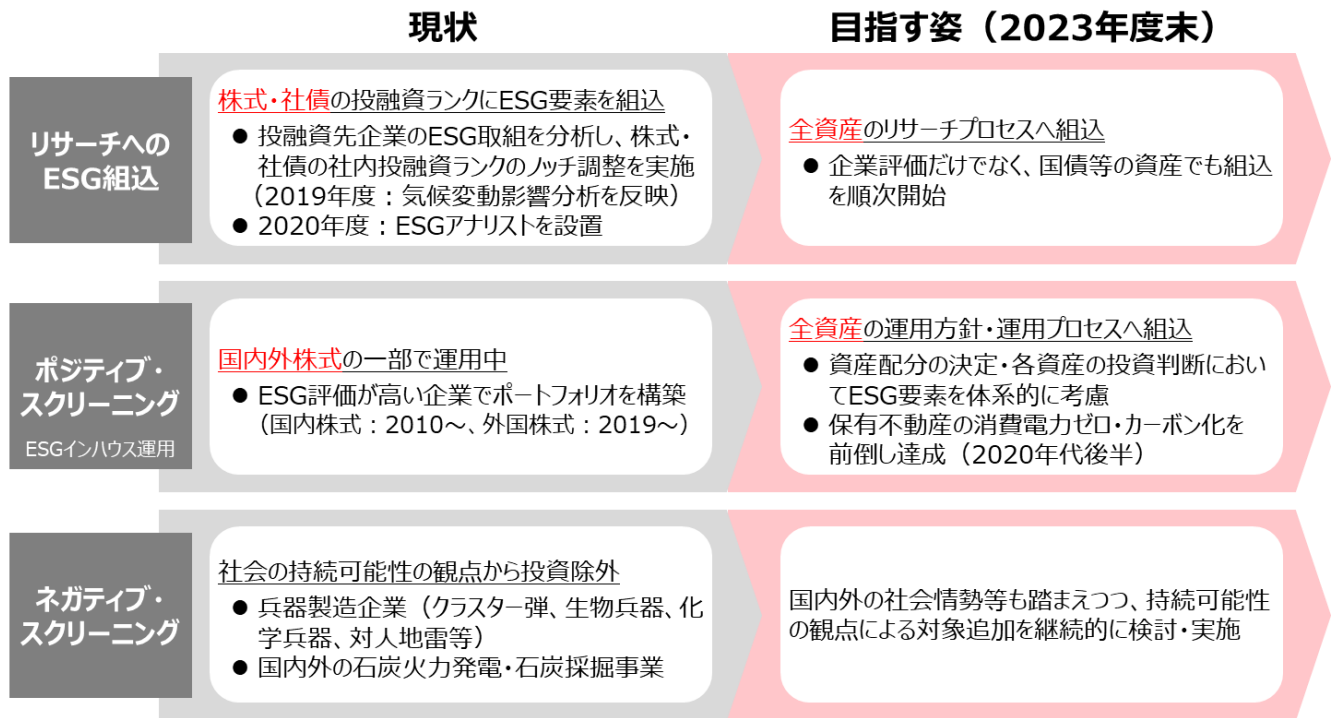 現状
目指す姿（2023年度末）
リサーチへの
ESG組込
株式・社債の投融資ランクにESG要素を組込
● 投融資先企業のESG取組を分析し、株式・
社債の社内投融資ランクのノッチ調整を実施
（2019年度：気候変動影響分析を反映）
● 2020年度：ESGアナリストを設置
全資産のリサーチプロセスへ組込
● 企業評価だけでなく、国債等の資産でも組込
を順次開始
ポジティブ・
スクリーニング
ESGインハウス運用
国内外株式の一部で運用中
● ESG評価が高い企業でポートフォリオを構築
（国内株式：2010～、外国株式：2019～）
全資産の運用方針・運用プロセスへ組込
● 資産配分の決定・各資産の投資判断におい
てESG要素を体系的に考慮
● 保有不動産の消費電力ゼロ・カーボン化を
前倒し達成（2020年代後半）
ネガティブ・
スクリーニング
社会の持続可能性の観点から投資除外
● 兵器製造企業（クラスター弾、生物兵器、化
学兵器、対人地雷等）
● 国内外の石炭火力発電・石炭採掘事業
国内外の社会情勢等も踏まえつつ、持続可能性
の観点による対象追加を継続的に検討・実施